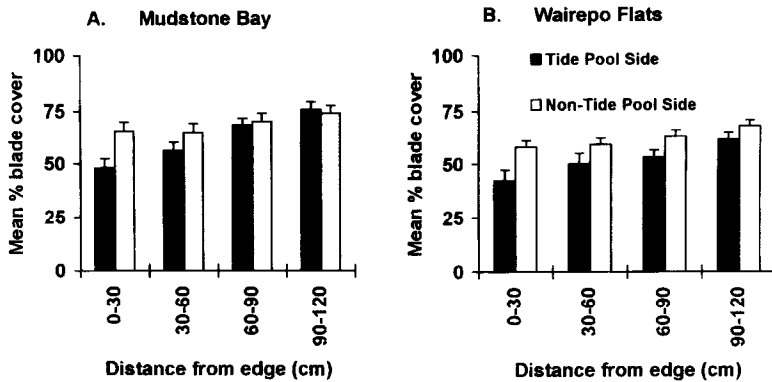 A. Mudstone Bay
Mean % blade cover
100
75
50
25
0
0-30
30-60
60-90
90-120
Distance from edge (cm)
B. Wairepo Flats
Tide Pool Side
Non-Tide Pool Side
Mean % blade cover
100
75
50
25
0
0-30
30-60
60-90
90-120
Distance from edge (cm)